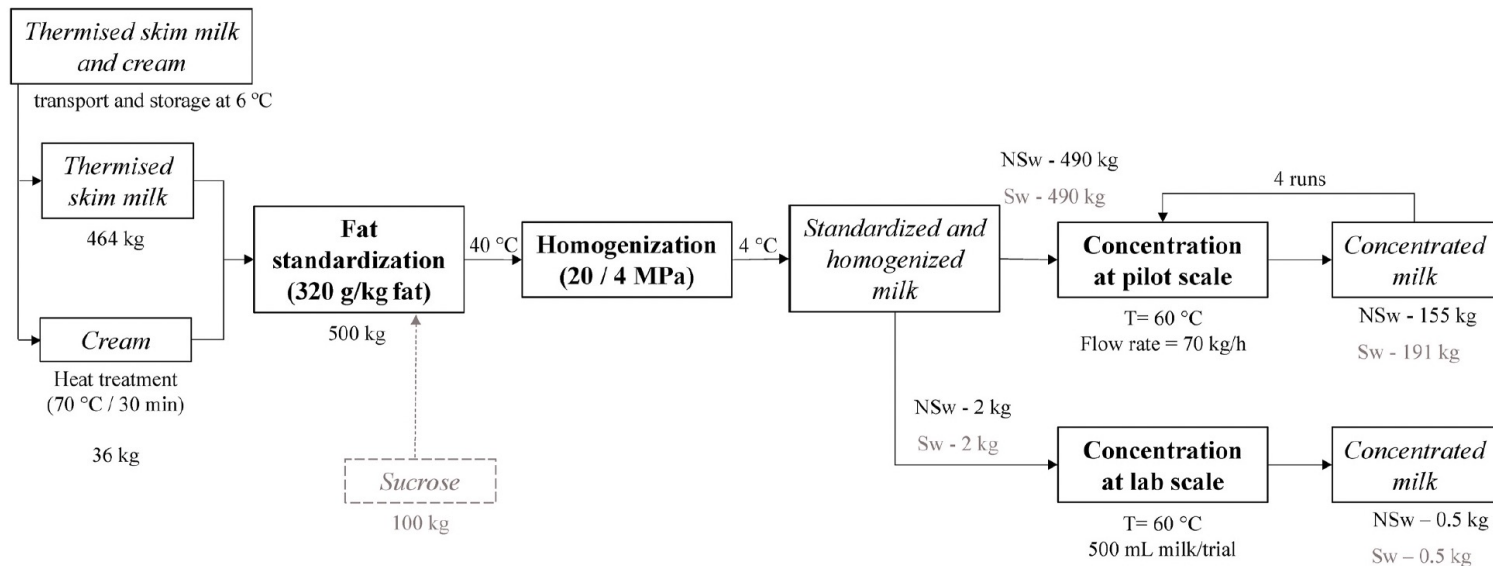 Thermised skim milk
and cream
transport and storage at 6 °C
Thermised
skim milk
464 kg
Cream
Heat treatment
(70 °C / 30 min)
36 kg
Fat
standardization
(320 g/kg fat)
500 kg
Sucrose
100 kg
40 °C
Homogenization
(20 / 4 MPa)
4 °C
Standardized and
homogenized
milk
NSw - 490 kg
Sw - 490 kg
4 runs
Concentration
at pilot scale
T= 60 °C
Flow rate = 70 kg/h
Concentrated
milk
NSw - 155 kg
Sw - 191 kg
NSw - 2 kg
Sw - 2 kg
Concentration
at lab scale
T= 60 °C
500 mL milk/trial
Concentrated
milk
NSw – 0.5 kg
Sw – 0.5 kg